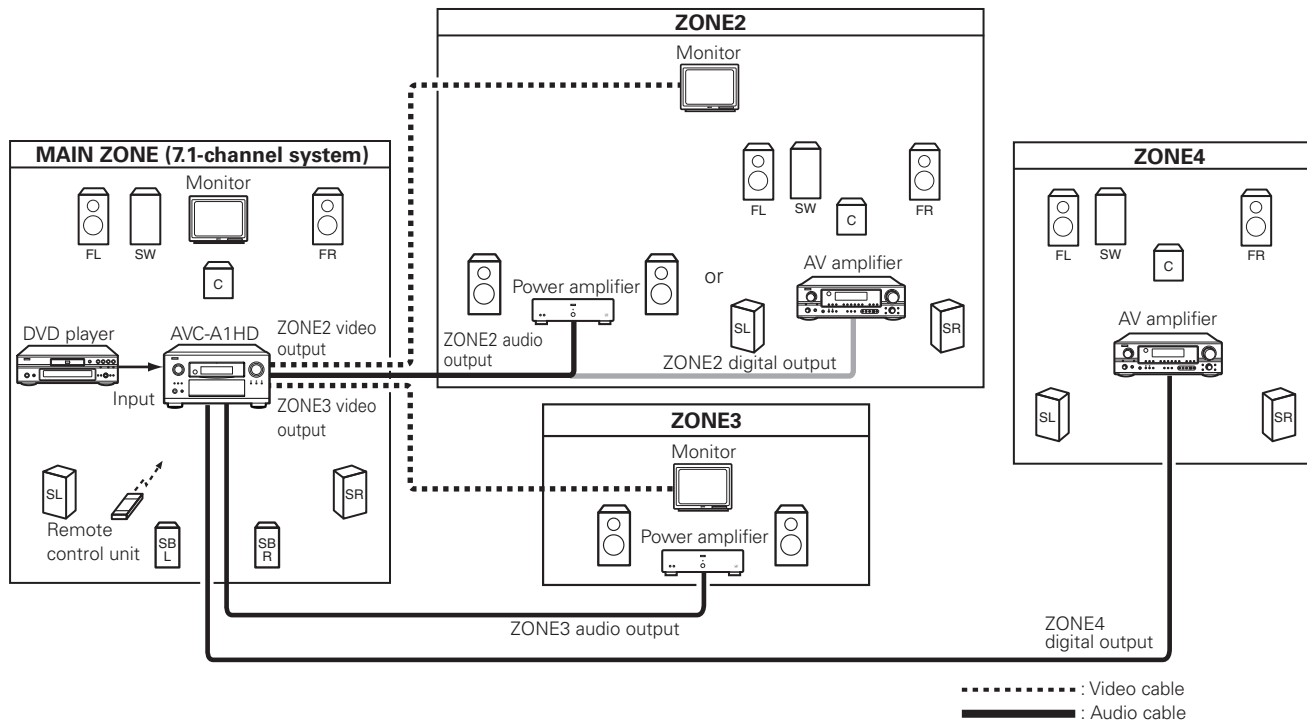 ZONE2
Monitor
FL
SW
C
FR
Power amplifier
or
AV amplifier
SL
SR
ZONE2 digital output
MAIN ZONE (7.1-channel system)
Monitor
FL
SW
FR
C
DVD player
AVC-A1HD
Input
ZONE2 video
output
ZONE2 audio
output
ZONE3 video
output
SL
SR
Remote
control unit
SB
L
SB
R
ZONE3
Monitor
Power amplifier
ZONE3 audio output
ZONE4
FL
SW
C
FR
AV amplifier
SL
SR
ZONE4
digital output
: Video cable
: Audio cable